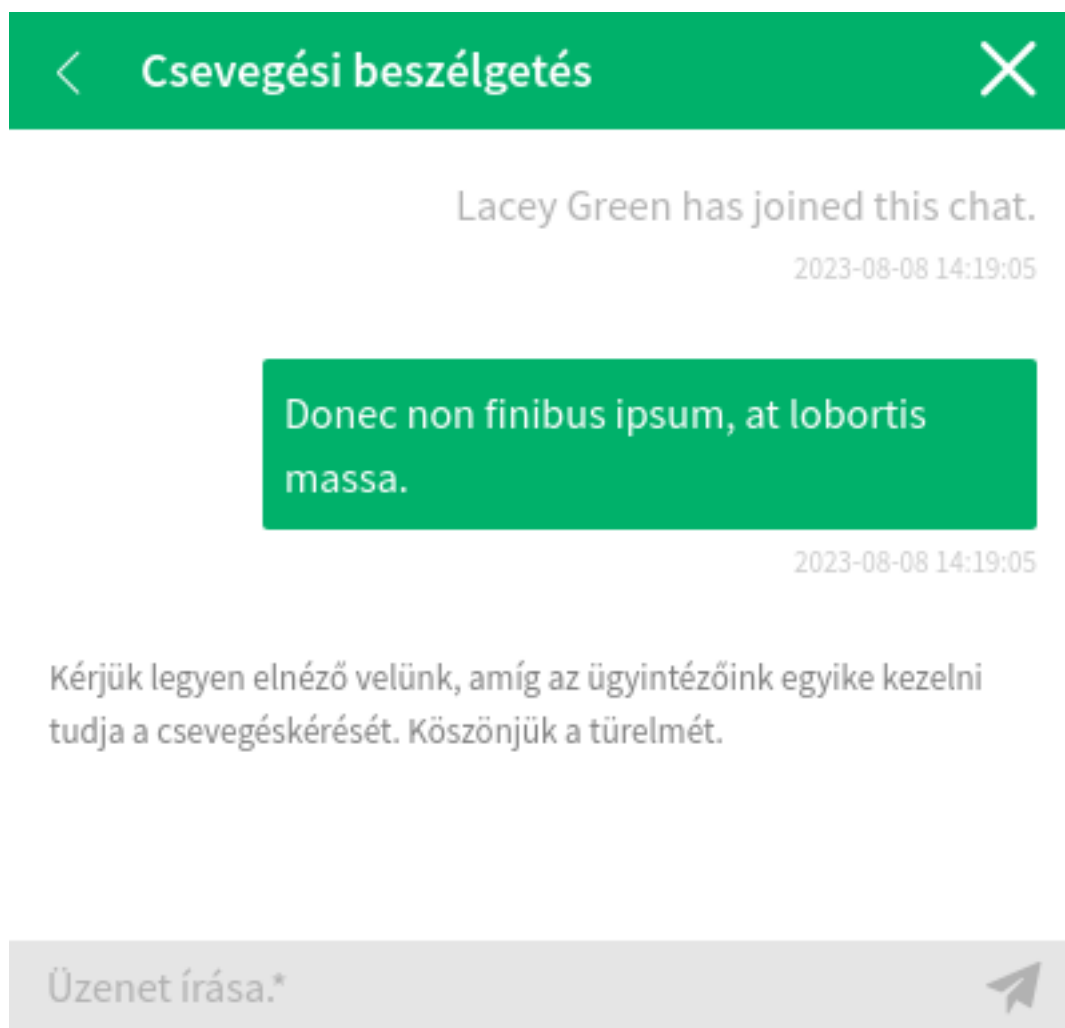 Csevegési beszélgetés
Lacey Green has joined this chat.
2023-08-08 14:19:05
Donec non finibus ipsum, at lobortis
massa.
2023-08-08 14:19:05
Kérjük legyen elnéző velünk, amíg az ügyintézőink egyike kezelni
tudja a csevegéskérését. Köszönjük a türelmét.
Üzenet írása.*